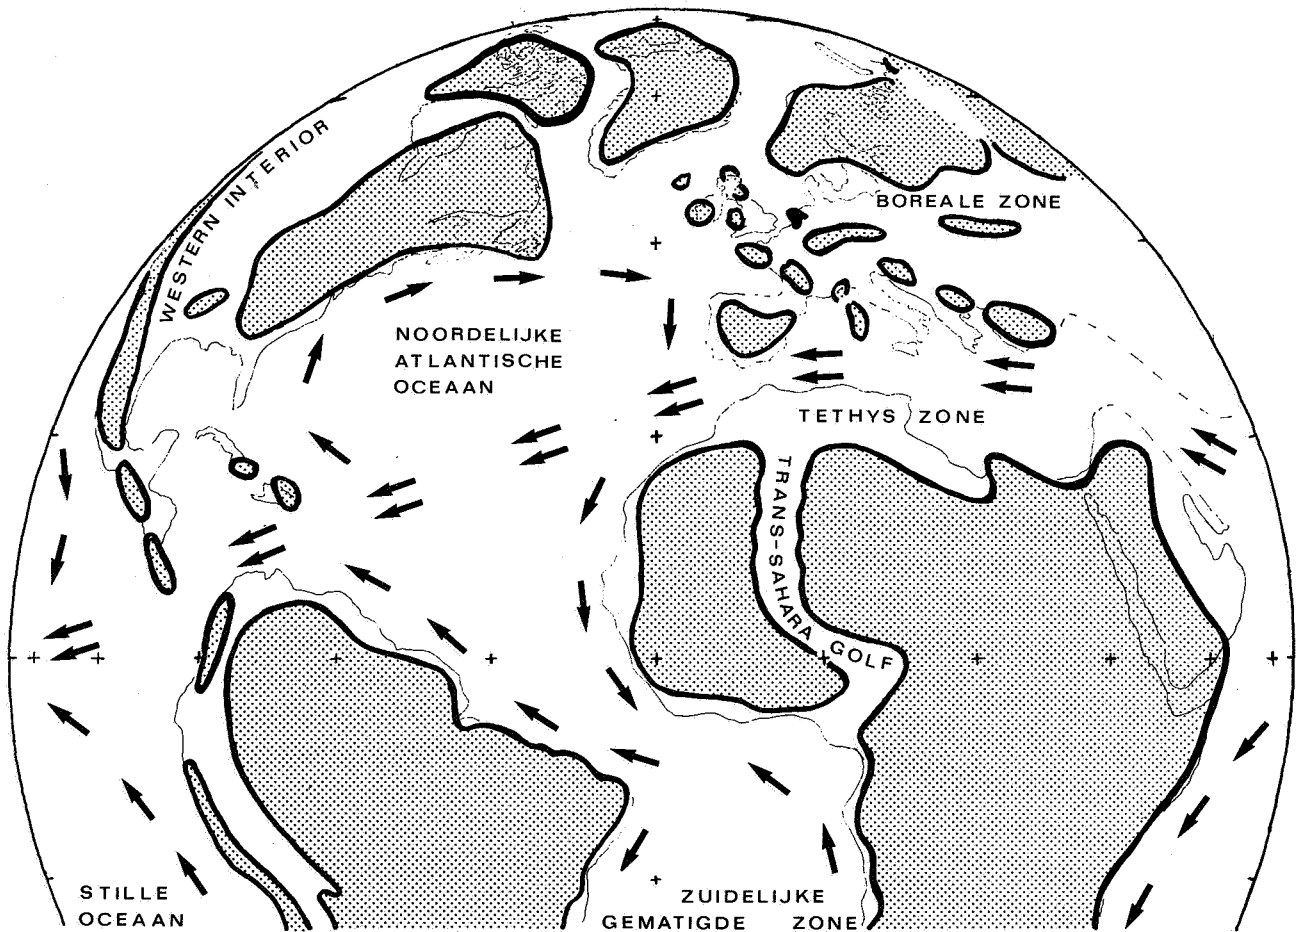 WESTERN INTERIOR
BOREALE ZONE
NOORDELIJKE
ATLANTISCHE
OCEAAN
TETHYS ZONE
TRANS-SAHARA GOLF
STILLE
OCEAAN
ZUIDELIJKE
GEMATIGDE ZONE